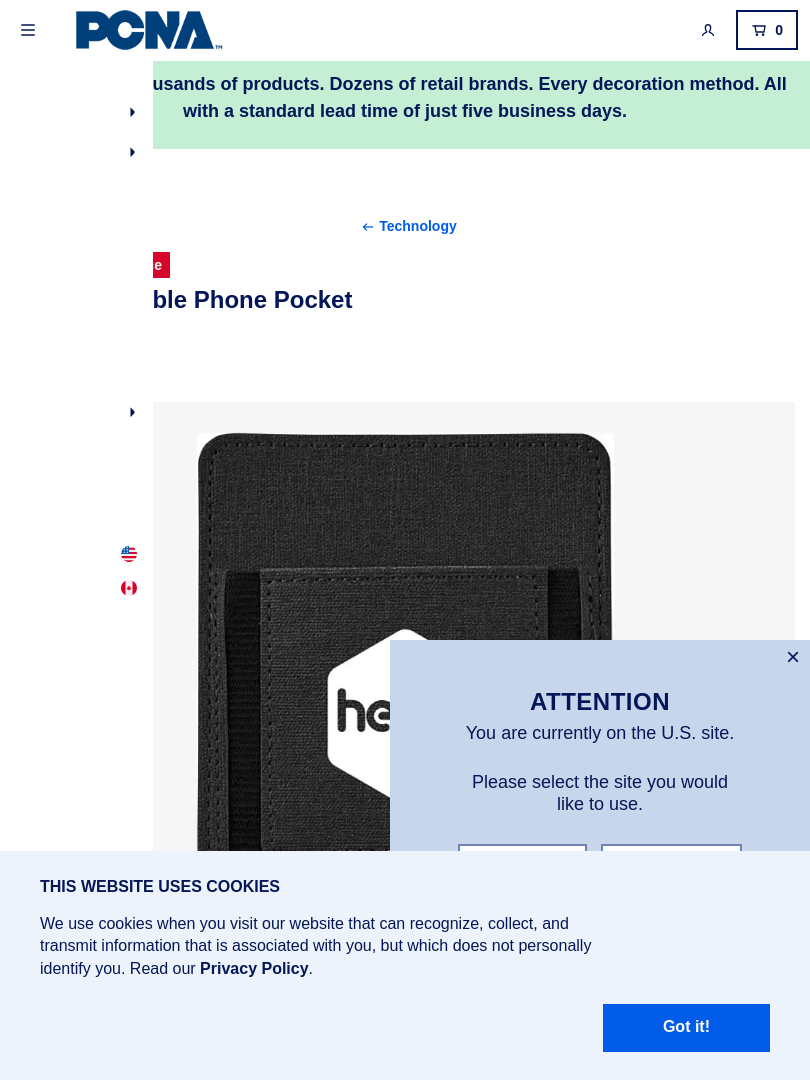 PCNA
0
usands of products. Dozens of retail brands. Every decoration method. All
with a standard lead time of just five business days.
Technology
ble Phone Pocket
ATTENTION
You are currently on the U.S. site.
Please select the site you would
like to use.
THIS WEBSITE USES COOKIES
We use cookies when you visit our website that can recognize, collect, and
transmit information that is associated with you, but which does not personally
identify you. Read our Privacy Policy.
Got it!